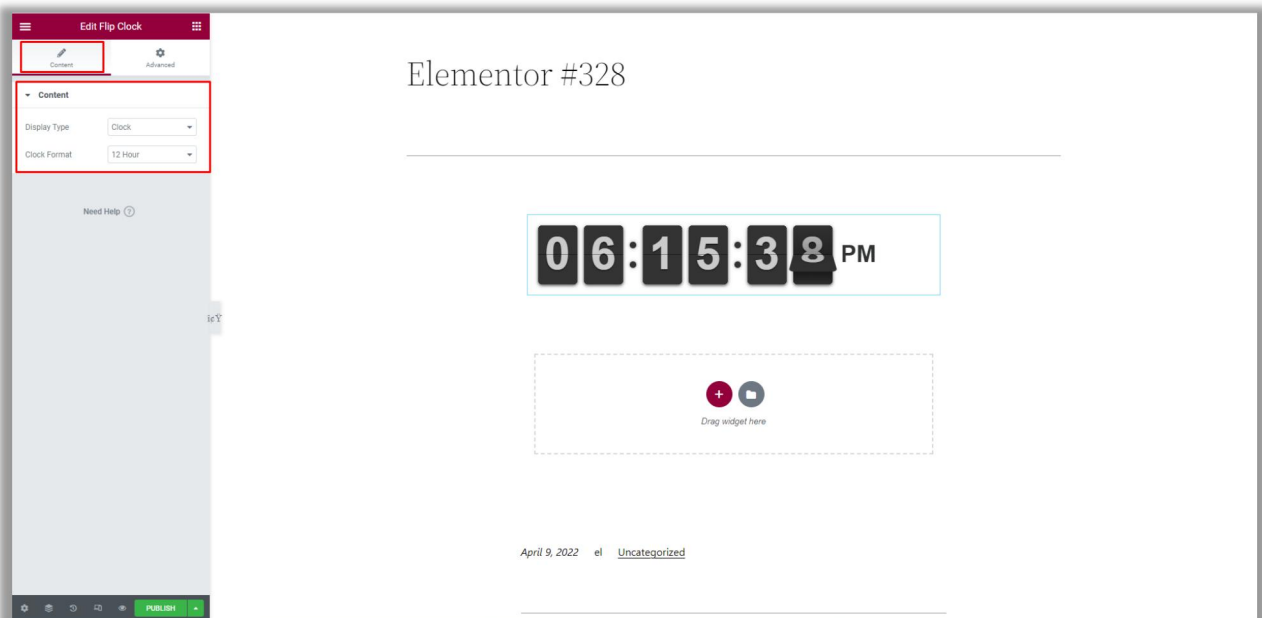 Edit Flip Clock
Content
Advanced
Content
Display Type
Clock
Clock Format
12 Hour
Need Help ?
PUBLISH
Elementor #328
06:15:38 PM
Drag widget here
April 9, 2022 el Uncategorized